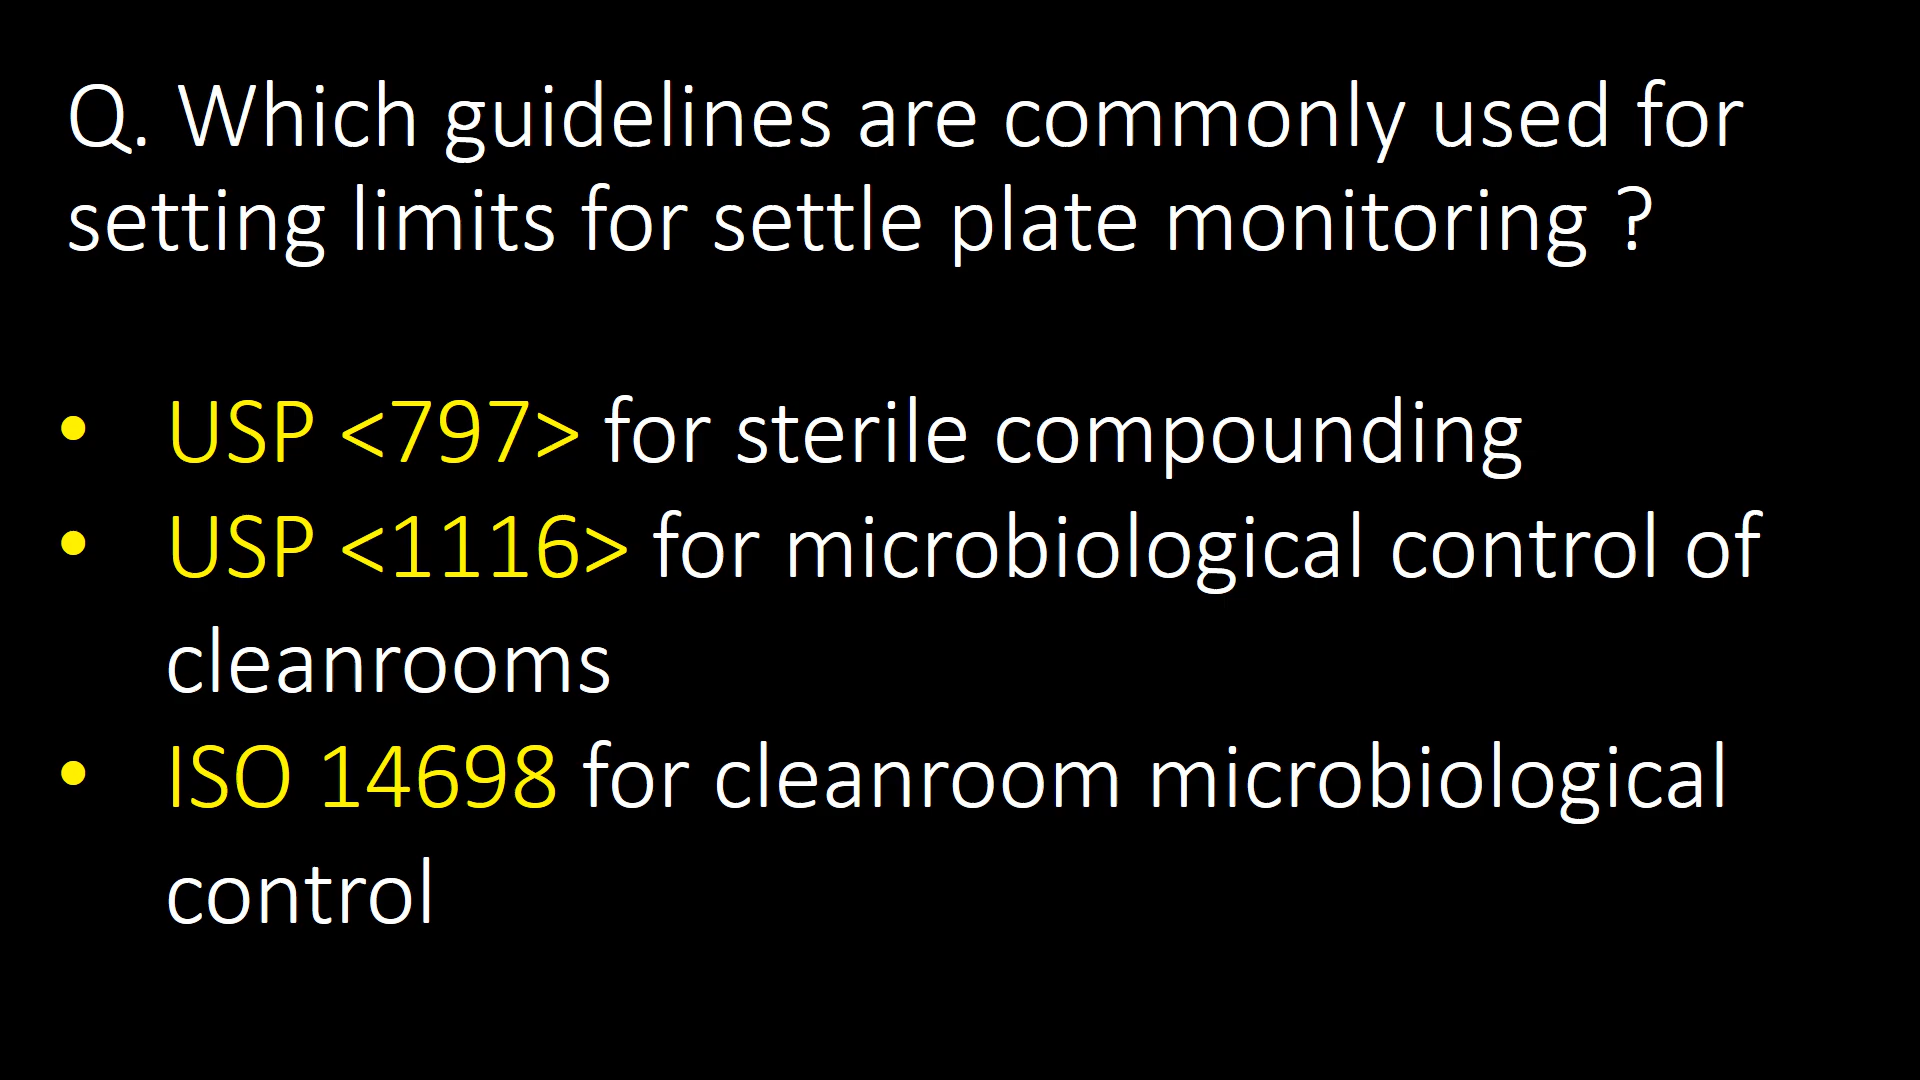 Q. Which guidelines are commonly used for
setting limits for settle plate monitoring ?
• USP <797> for sterile compounding
• USP <1116> for microbiological control of
cleanrooms
• ISO 14698 for cleanroom microbiological
control